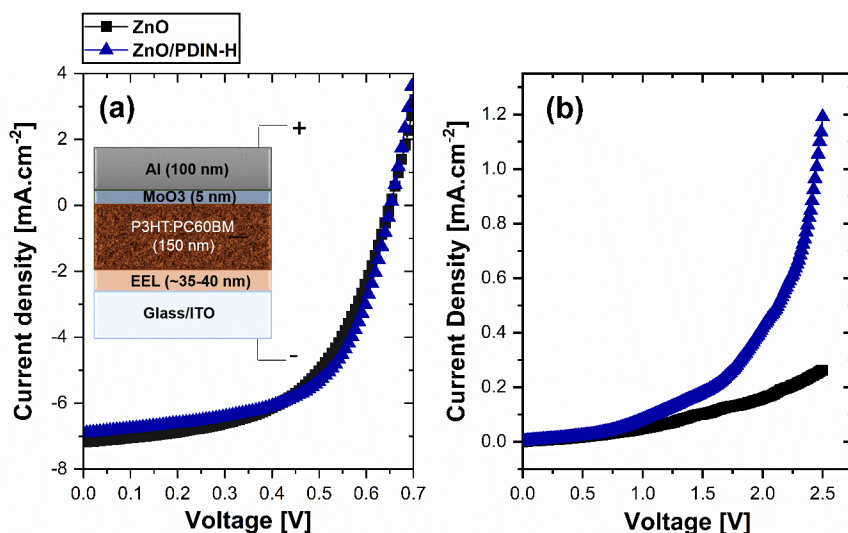 ZnO
ZnO/PDIN-H
(a)
Current density [mA.cm-2]
4
2
0
-2
-4
-6
-8
0.0 0.1 0.2 0.3 0.4 0.5 0.6 0.7
Voltage [V]
+
Al (100 nm)
MoO3 (5 nm)
P3HT:PC60BM
(150 nm)
EEL (~35-40 nm)
Glass/ITO
-
(b)
Current Density [mA.cm-2]
1.2
1.0
0.8
0.6
0.4
0.2
0.0
0.0 0.5 1.0 1.5 2.0 2.5
Voltage [V]